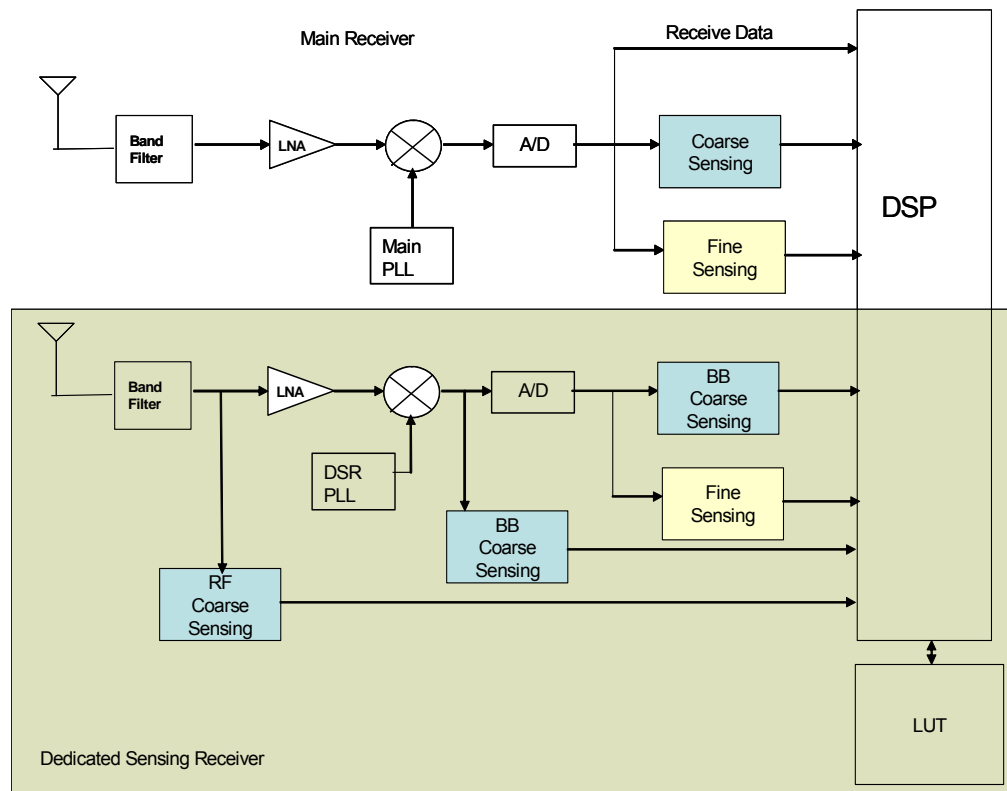 Main Receiver
Receive Data
Band
Filter
LNA
A/D
Coarse
Sensing
DSP
Main
PLL
Fine
Sensing
Band
Filter
LNA
A/D
BB
Coarse
Sensing
DSR
PLL
Fine
Sensing
BB
Coarse
Sensing
RF
Coarse
Sensing
LUT
Dedicated Sensing Receiver